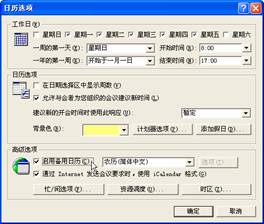 日历选项
工作日
星期日 星期一 星期二 星期三 星期四 星期五 星期六
一周的第一天: 星期日 开始时间: 8:00
一年的第一周: 开始于一月一日 结束时间: 17:00
日历选项
在日期选择区中显示周数
允许与会者为您组织的会议建议新时间
建议新的开会时间时使用此响应: 暂定
背景色: 计划器选项... 添加假日...
高级选项
启用备用日历 农历(简体中文) 选项
通过 Internet 发送会议要求时,使用 iCalendar 格式
忙/闲选项 资源调度 时区
确定 取消